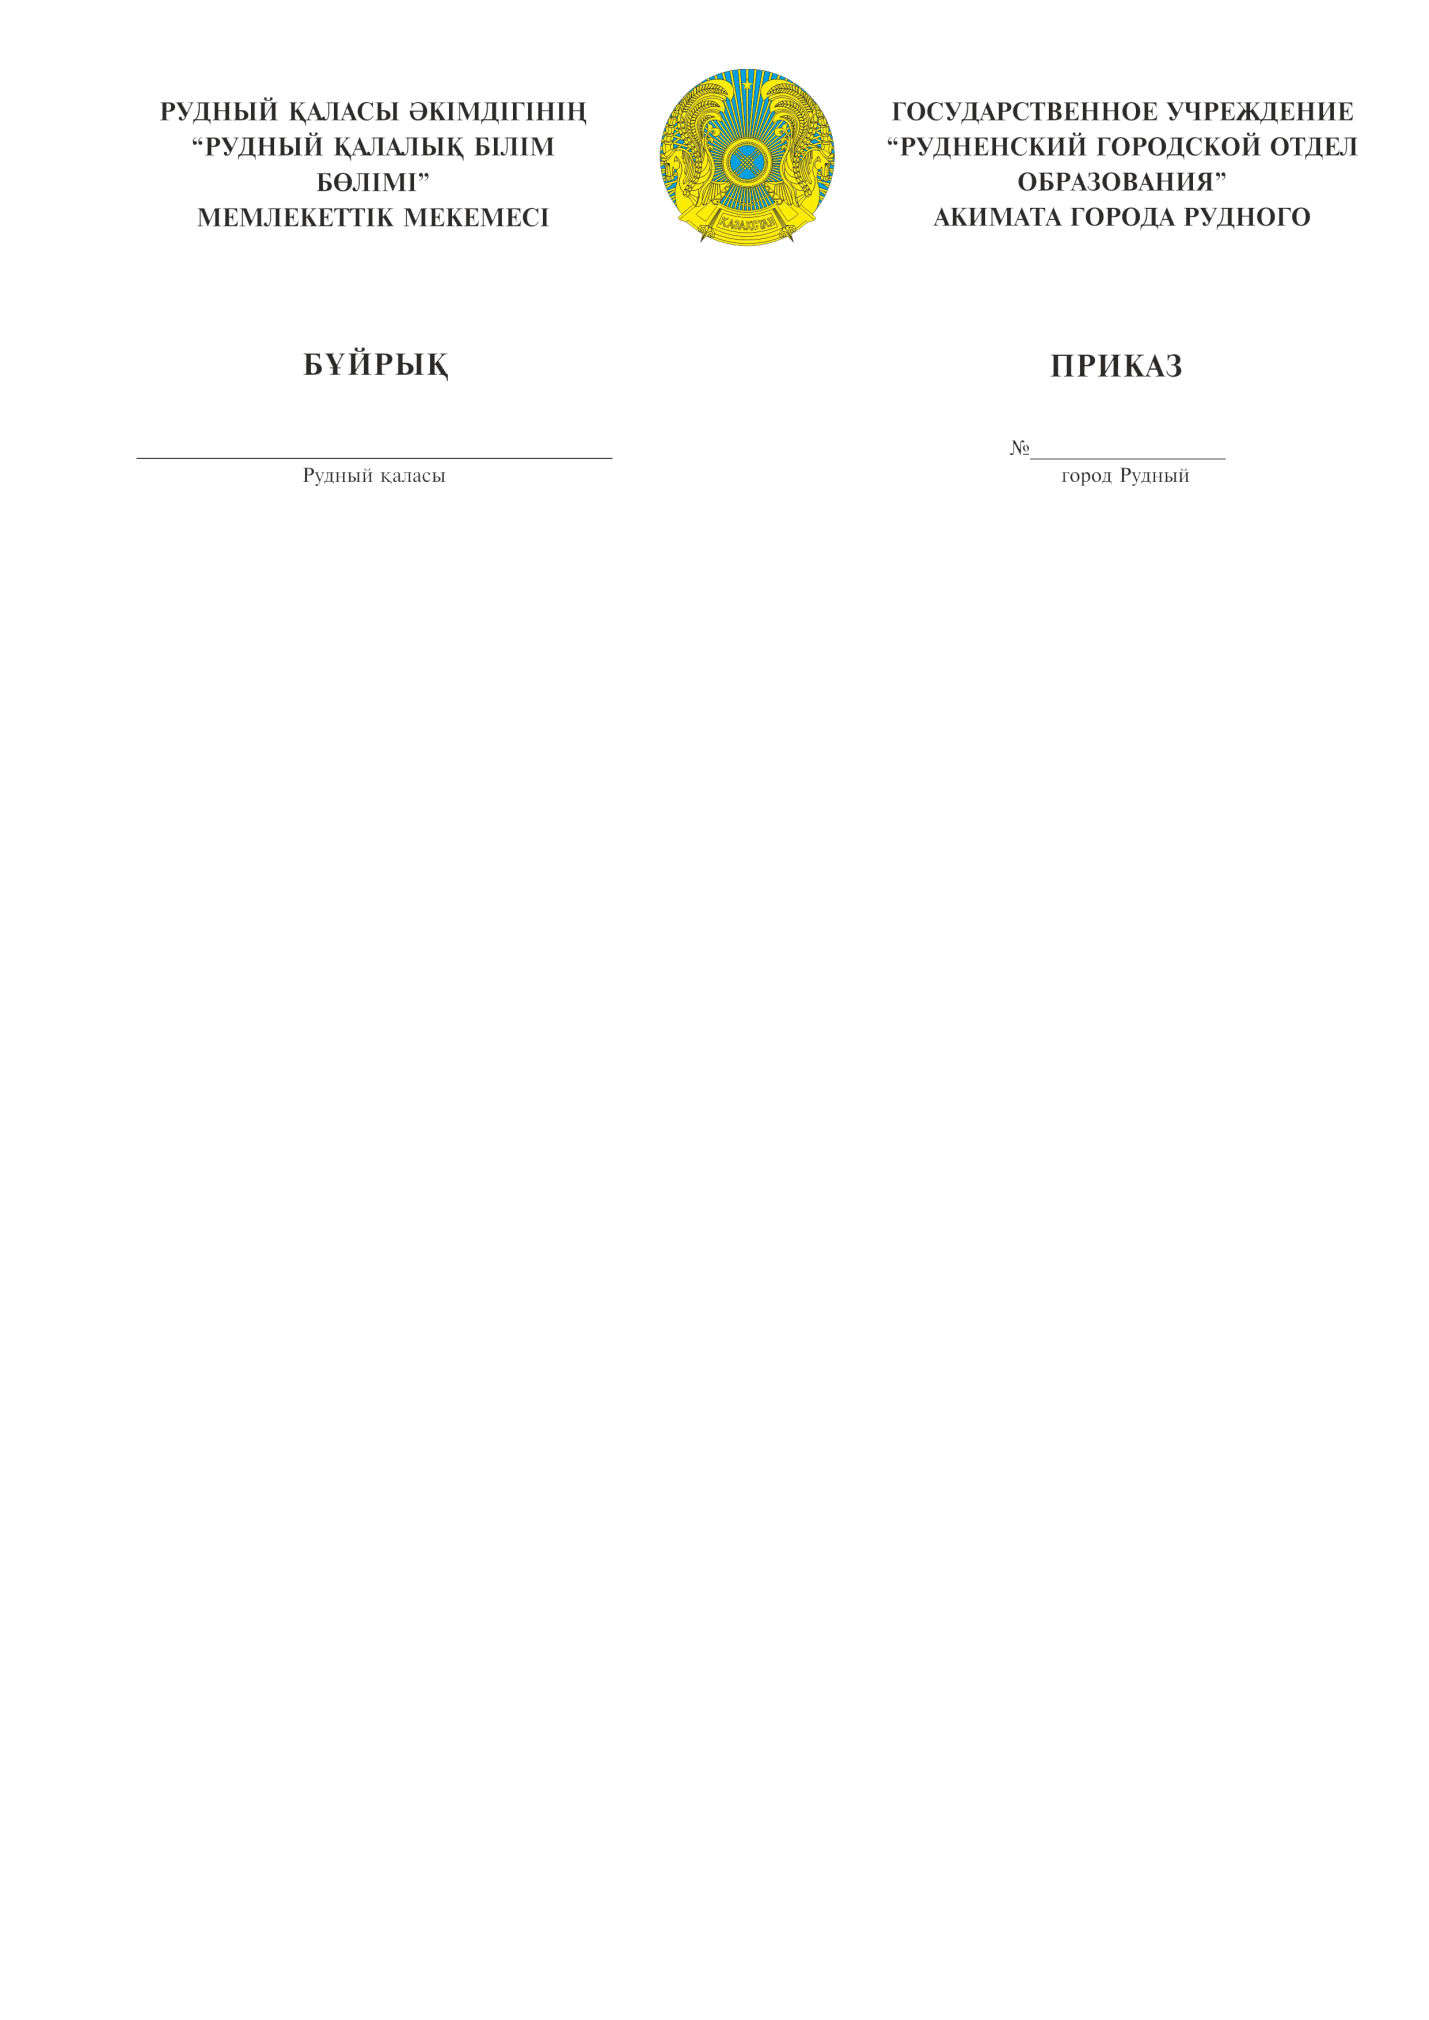 РУДНЫЙ ҚАЛАСЫ ӘКІМДІГІНІҢ
“РУДНЫЙ ҚАЛАЛЫҚ БІЛІМ
БӨЛІМІ”
МЕМЛЕКЕТТІК МЕКЕМЕСІ
ҚАЗАҚСТАН
ГОСУДАРСТВЕННОЕ УЧРЕЖДЕНИЕ
“РУДНЕНСКИЙ ГОРОДСКОЙ ОТДЕЛ
ОБРАЗОВАНИЯ”
АКИМАТА ГОРОДА РУДНОГО
БҰЙРЫҚ
ПРИКАЗ
№
Рудный қаласы
город Рудный